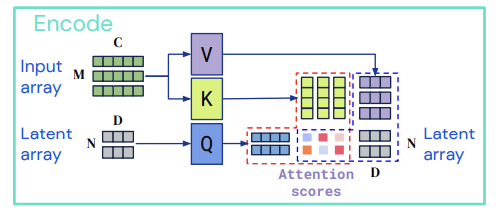 Encode
C
V
Input
array
M
K
D
Latent
array
N
Q
N
Latent
array
Attention
scores
D